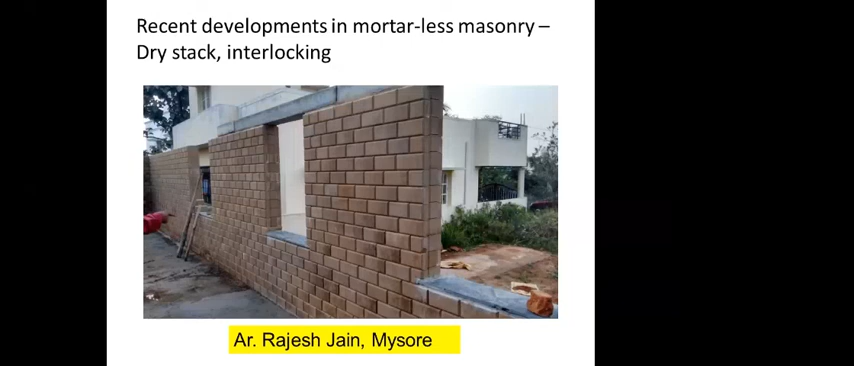 Recent developments in mortar-less masonry –
Dry stack, interlocking
Ar. Rajesh Jain, Mysore